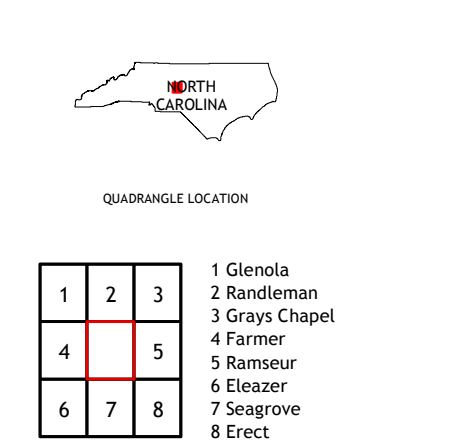 NORTH
CAROLINA
QUADRANGLE LOCATION
1 2 3
4 5
6 7 8
1 Glenola
2 Randleman
3 Grays Chapel
4 Farmer
5 Ramseur
6 Eleazer
7 Seagrove
8 Erect